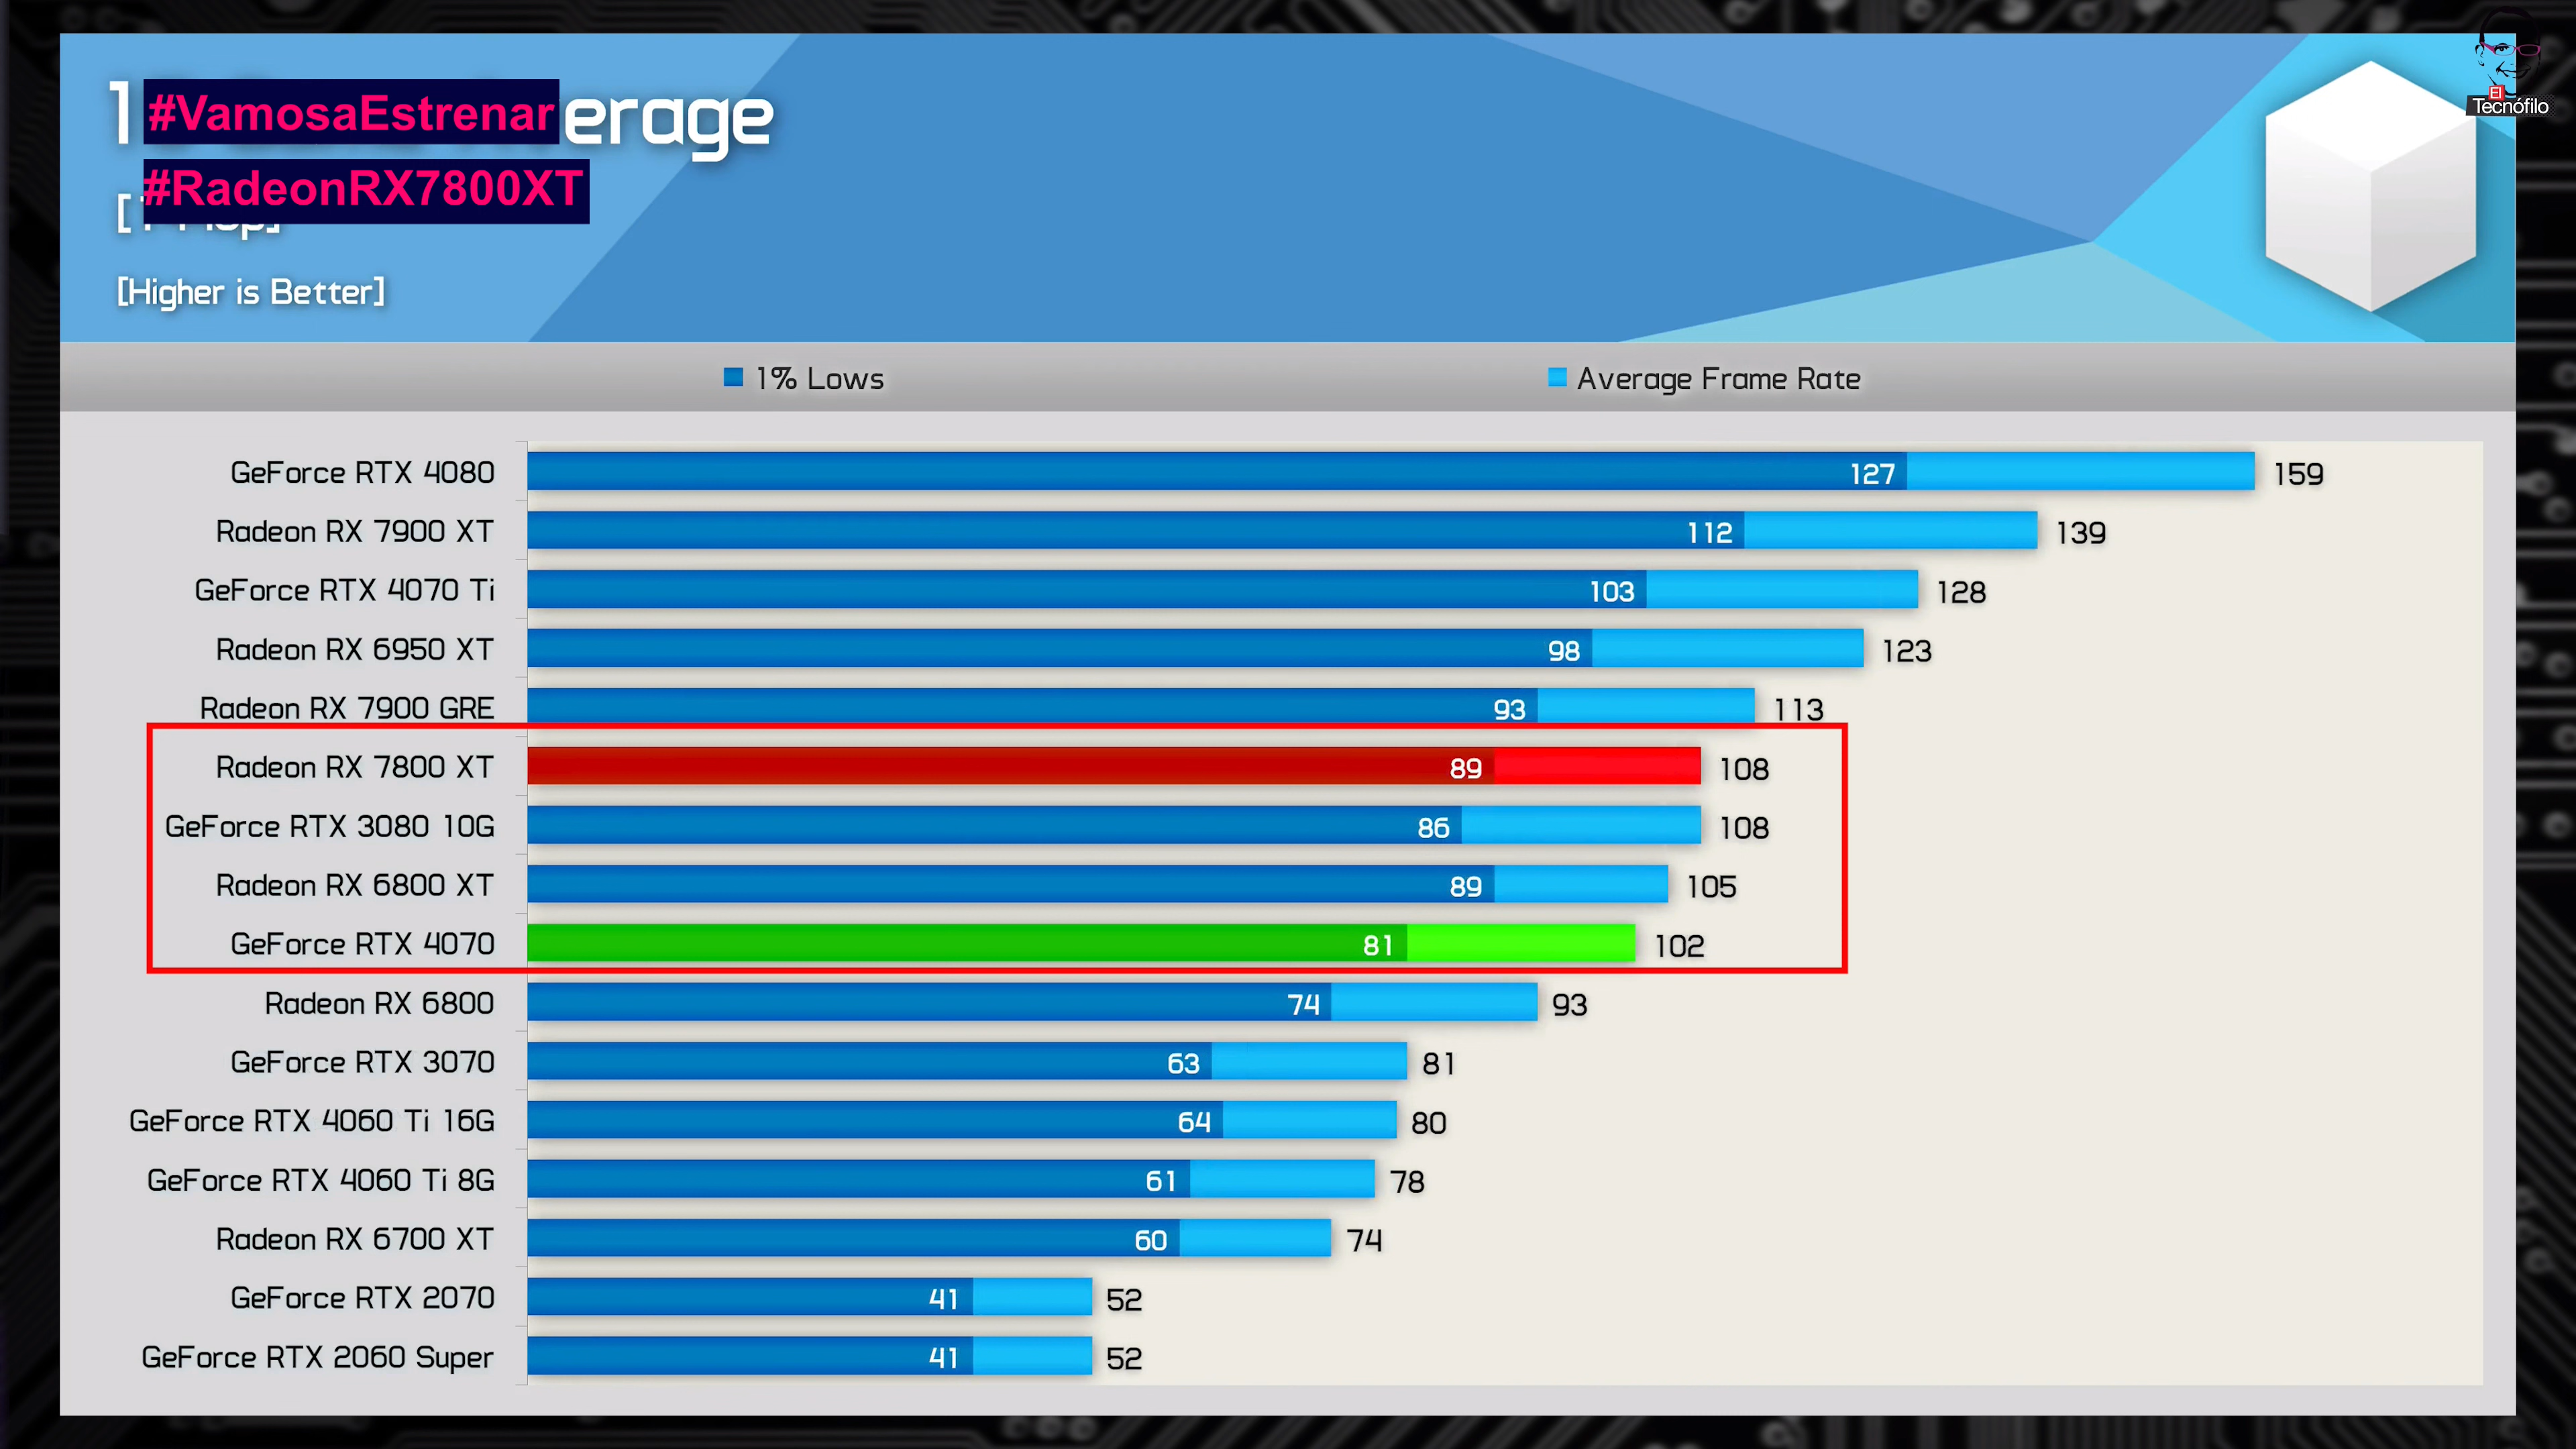 1 #VamosaEstrenar erage
#RadeonRX7800XT
[
[Higher is Better]
El
Tecnófilo
1% Lows Average Frame Rate
GeForce RTX 4080 127 159
Radeon RX 7900 XT 112 139
GeForce RTX 4070 Ti 103 128
Radeon RX 6950 XT 98 123
Radeon RX 7900 GRE 93 113
Radeon RX 7800 XT 89 108
GeForce RTX 3080 10G 86 108
Radeon RX 6800 XT 89 105
GeForce RTX 4070 81 102
Radeon RX 6800 74 93
GeForce RTX 3070 63 81
GeForce RTX 4060 Ti 16G 64 80
GeForce RTX 4060 Ti 8G 61 78
Radeon RX 6700 XT 60 74
GeForce RTX 2070 41 52
GeForce RTX 2060 Super 41 52